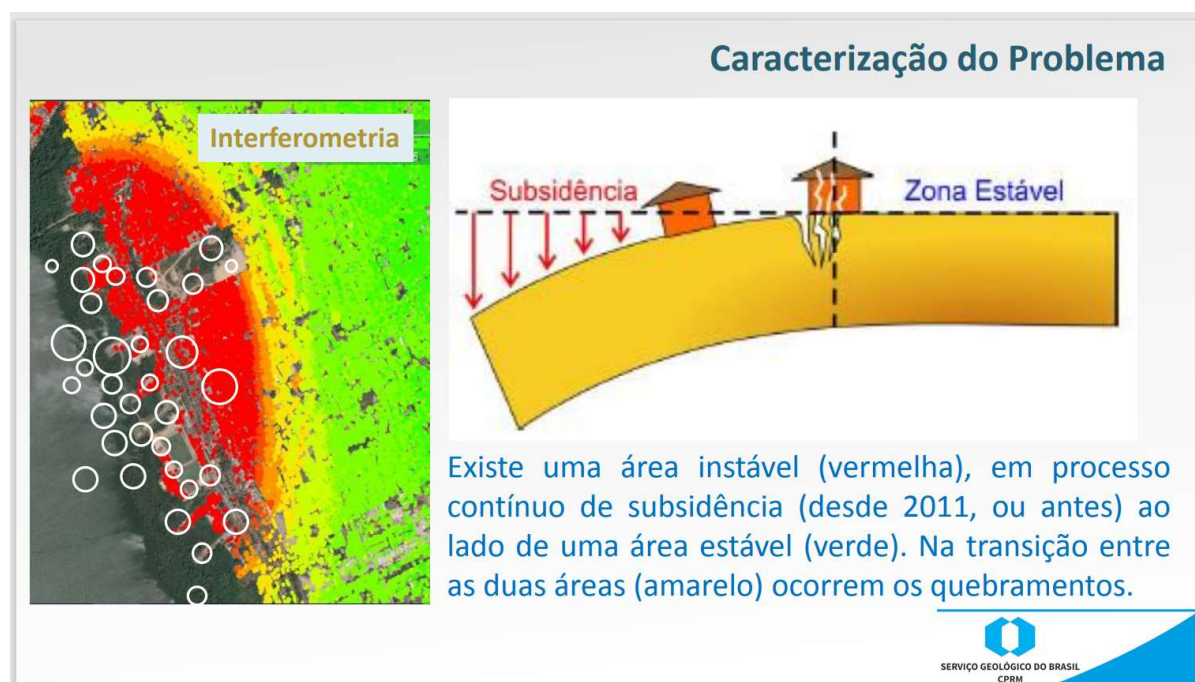 Caracterização do Problema
Interferometria
Subsidência
Zona Estável
Existe uma área instável (vermelha), em processo
contínuo de subsidência (desde 2011, ou antes) ao
lado de uma área estável (verde). Na transição entre
as duas áreas (amarelo) ocorrem os quebramentos.
SERVIÇO GEOLÓGICO DO BRASIL
CPRM